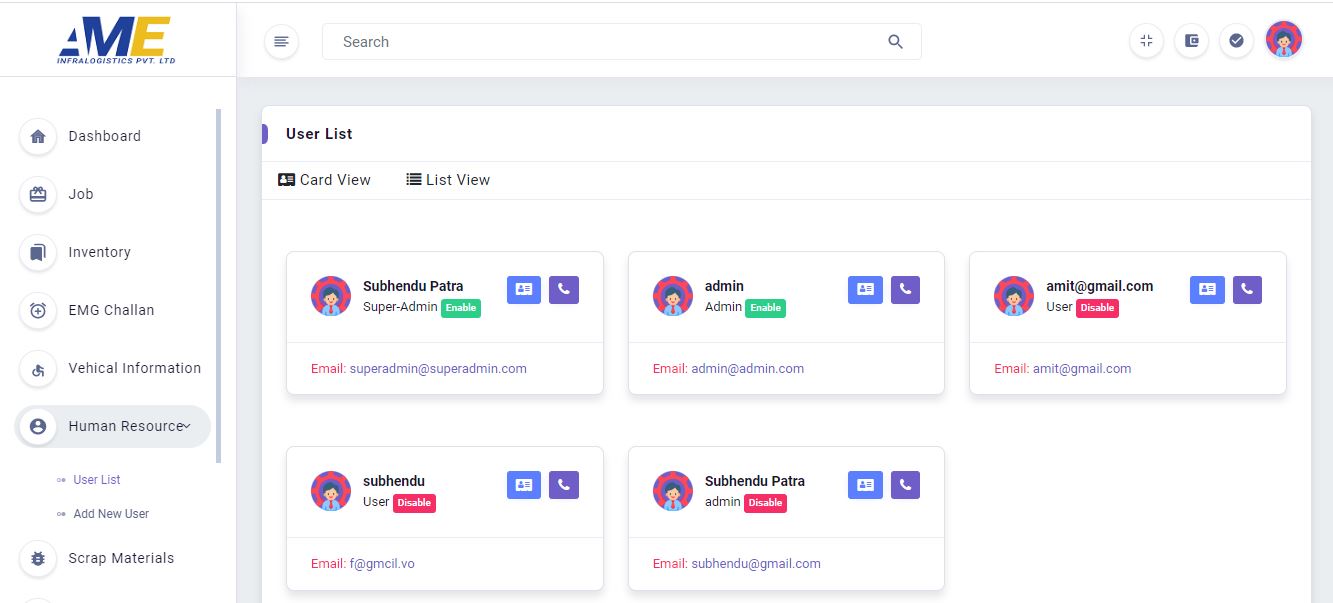 AME
INFRALOGISTICS PVT. LTD
Search
Dashboard
Job
Inventory
EMG Challan
Vehical Information
Human Resource
User List
Add New User
Scrap Materials
User List
Card View List View
Subhendu Patra
Super-Admin Enable
Email: superadmin@superadmin.com
admin
Admin Enable
Email: admin@admin.com
amit@gmail.com
User Disable
Email: amit@gmail.com
subhendu
User Disable
Email: f@gmcil.vo
Subhendu Patra
admin Disable
Email: subhendu@gmail.com